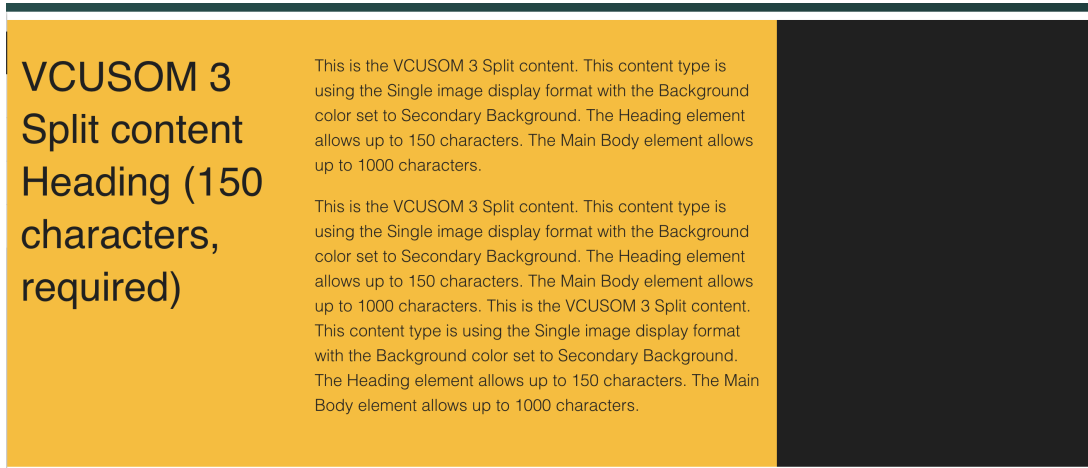 VCUSOM 3
Split content
Heading (150
characters,
required)
This is the VCUSOM 3 Split content. This content type is
using the Single image display format with the Background
color set to Secondary Background. The Heading element
allows up to 150 characters. The Main Body element allows
up to 1000 characters.
This is the VCUSOM 3 Split content. This content type is
using the Single image display format with the Background
color set to Secondary Background. The Heading element
allows up to 150 characters. The Main Body element allows
up to 1000 characters. This is the VCUSOM 3 Split content.
This content type is using the Single image display format
with the Background color set to Secondary Background.
The Heading element allows up to 150 characters. The Main
Body element allows up to 1000 characters.